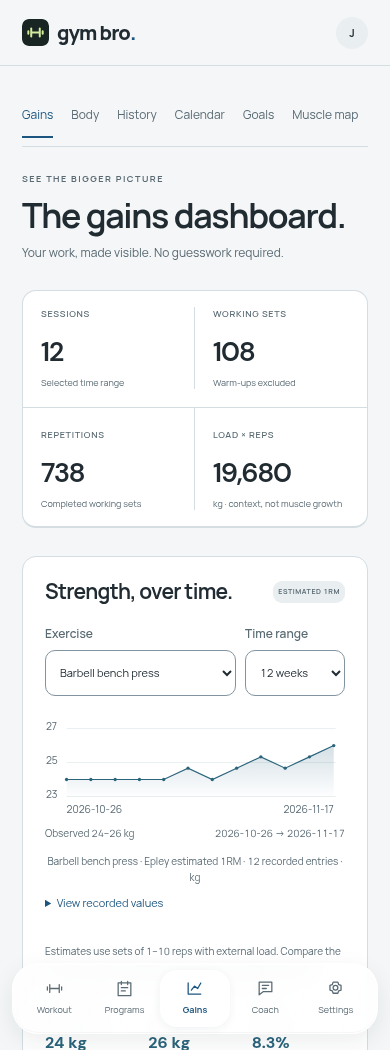 gym bro.
J
Gains Body History Calendar Goals Muscle map
SEE THE BIGGER PICTURE
The gains dashboard.
Your work, made visible. No guesswork required.
SESSIONS
12
Selected time range
WORKING SETS
108
Warm-ups excluded
REPETITIONS
738
Completed working sets
LOAD × REPS
19,680
kg · context, not muscle growth
Strength, over time.
ESTIMATED 1RM
Exercise
Time range
Barbell bench press
12 weeks
27
25
23
2026-10-26 2026-11-17
Observed 24–26 kg 2026-10-26 → 2026-11-17
Barbell bench press · Epley estimated 1RM · 12 recorded entries ·
kg
▶ View recorded values
Estimates use sets of 1–10 reps with external load. Compare the
Workout Programs Gains Coach Settings
24 kg 26 kg 8.3%